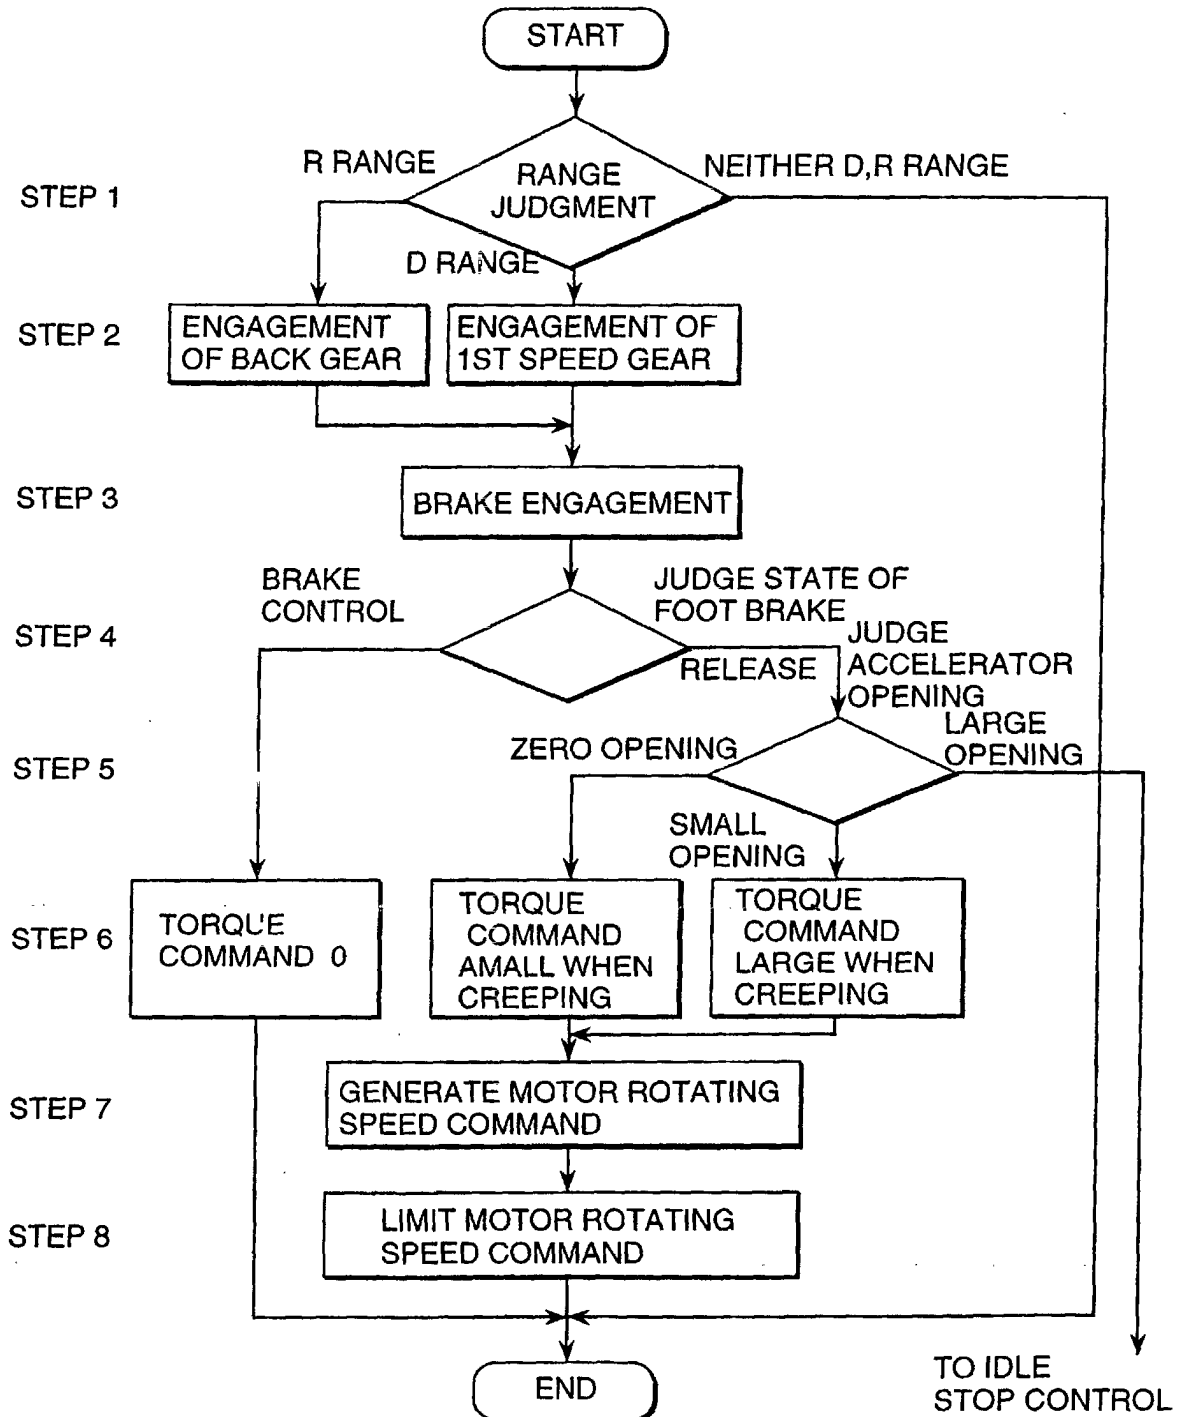 START
R RANGE
NEITHER D,R RANGE
STEP 1
RANGE
JUDGMENT
D RANGE
STEP 2
ENGAGEMENT
OF BACK GEAR
ENGAGEMENT OF
1ST SPEED GEAR
STEP 3
BRAKE ENGAGEMENT
BRAKE
CONTROL
JUDGE STATE OF
FOOT BRAKE
STEP 4
RELEASE
JUDGE
ACCELERATOR
OPENING
STEP 5
ZERO OPENING
LARGE
OPENING
SMALL
OPENING
STEP 6
TORQUE
COMMAND 0
TORQUE
COMMAND
AMALL WHEN
CREEPING
TORQUE
COMMAND
LARGE WHEN
CREEPING
STEP 7
GENERATE MOTOR ROTATING
SPEED COMMAND
STEP 8
LIMIT MOTOR ROTATING
SPEED COMMAND
END
TO IDLE
STOP CONTROL